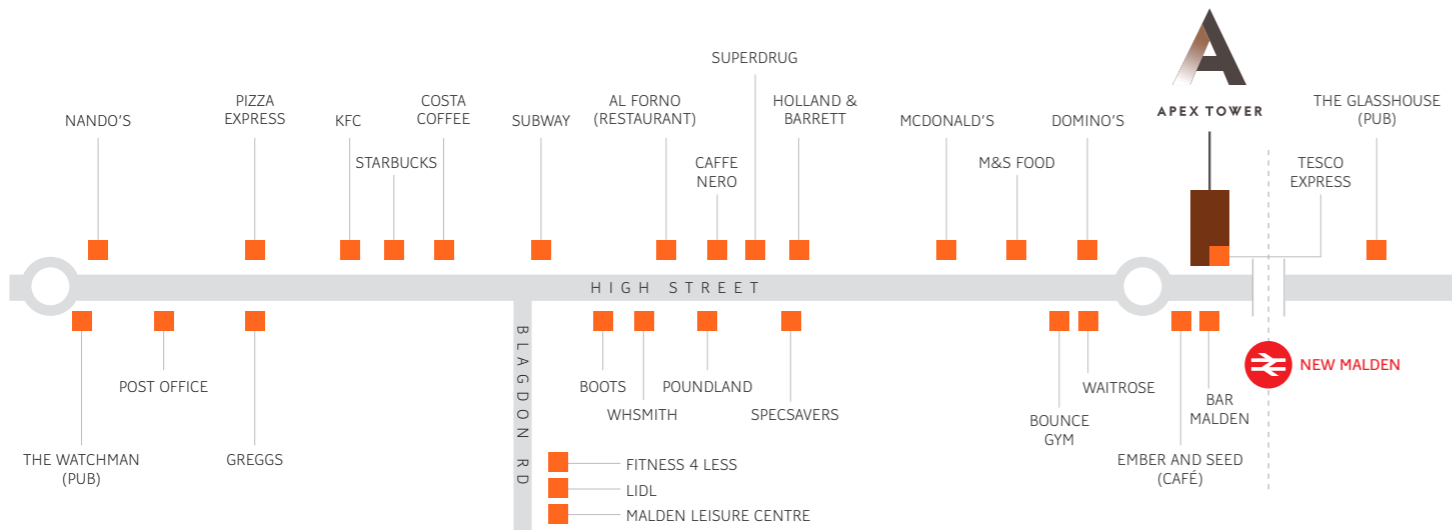 SUPERDRUG
NANDO'S
PIZZA
EXPRESS
KFC
STARBUCKS
COSTA
COFFEE
SUBWAY
AL FORNO
(RESTAURANT)
CAFFE
NERO
HOLLAND &
BARRETT
MCDONALD'S
M&S FOOD
DOMINO'S
A
APEX TOWER
TESCO
EXPRESS
THE GLASSHOUSE
(PUB)
HIGH STREET
BLAGDON RD
THE WATCHMAN
(PUB)
POST OFFICE
GREGGS
BOOTS
WHSMITH
POUNDLAND
SPECSAVERS
BOUNCE
GYM
WAITROSE
EMBER AND SEED
(CAFÉ)
BAR
MALDEN
NEW MALDEN
FITNESS 4 LESS
LIDL
MALDEN LEISURE CENTRE